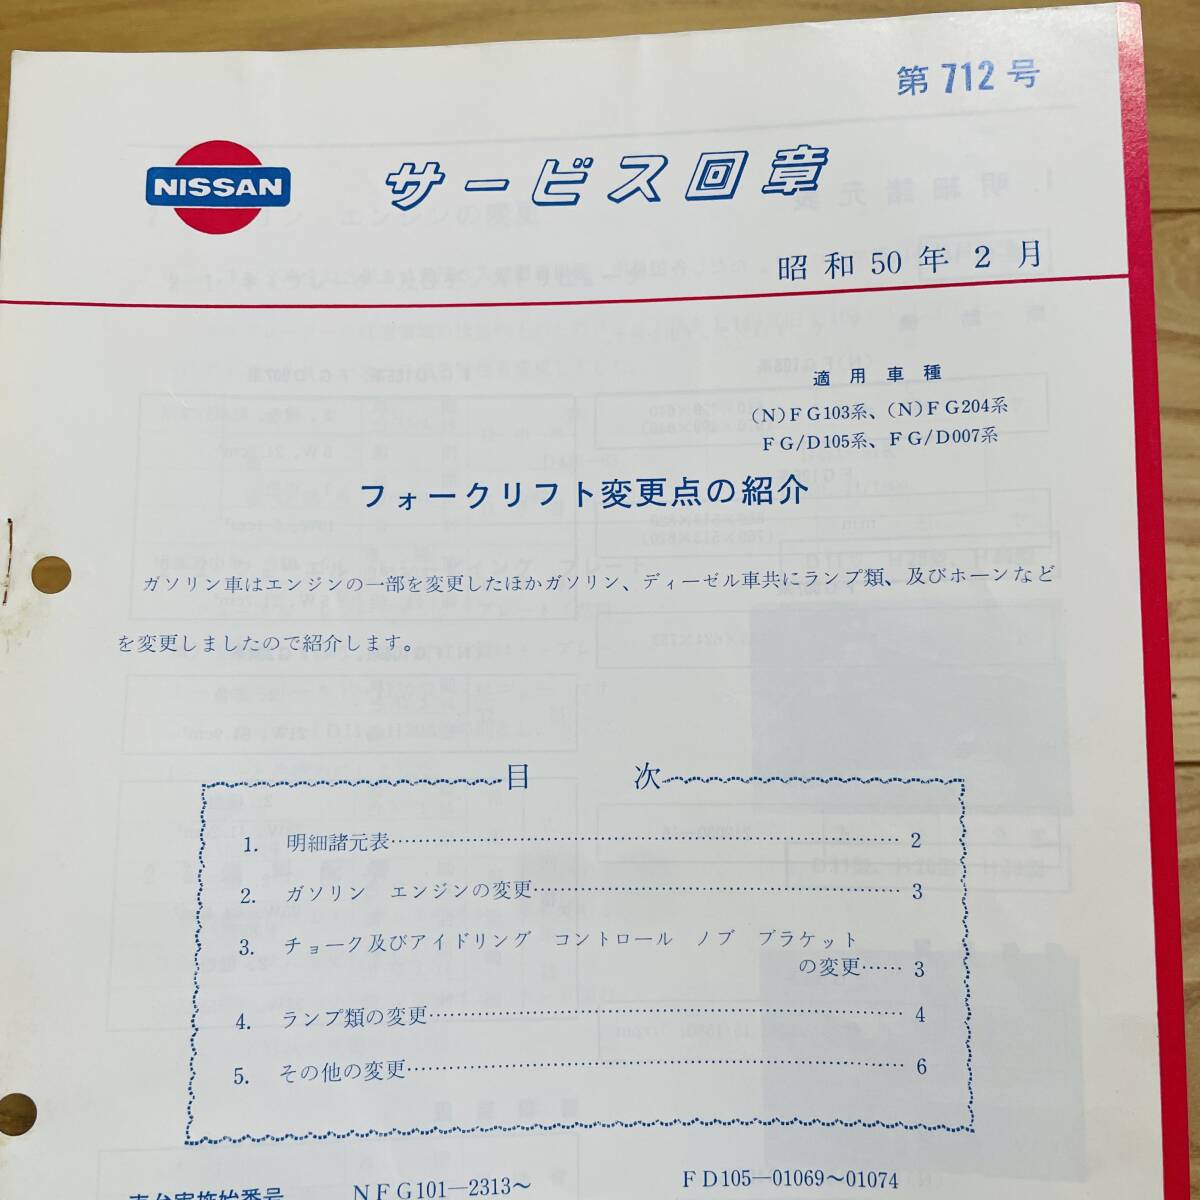 第712号
NISSAN
サービス回章
昭和50年2月
適用車種
(N)FG103系、(N)FG204系
FG/D105系、FG/D007系
フォークリフト変更点の紹介
ガソリン車はエンジンの一部を変更したほかガソリン、ディーゼル車共にランプ類、及びホーンなど
を変更しましたので紹介します。
目 次
1. 明細諸元表 2
2. ガソリン エンジンの変更 3
3. チョーク及びアイドリング コントロール ノブ ブラケット
の変更 3
4. ランプ類の変更 4
5. その他の変更 6
車台実施始番号 NFG101―2313～ FD105―01069～01074